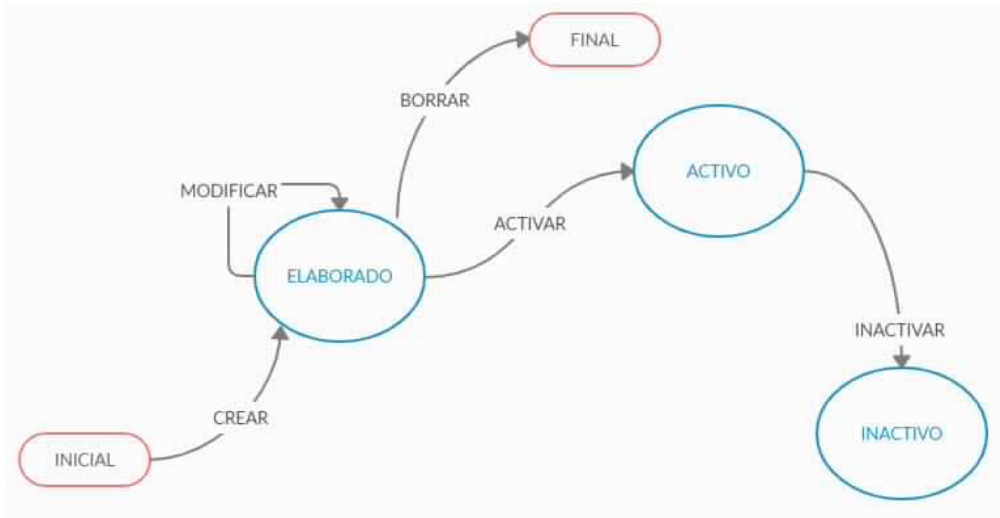 FINAL
BORRAR
ACTIVO
MODIFICAR
ACTIVAR
ELABORADO
INACTIVAR
CREAR
INACTIVO
INICIAL